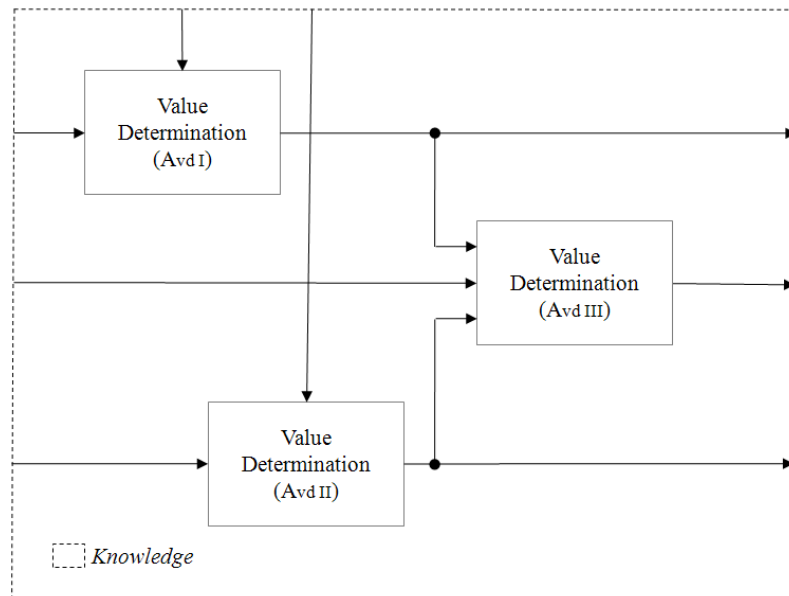 Value
Determination
(Avd I)
Value
Determination
(Avd III)
Value
Determination
(Avd II)
Knowledge